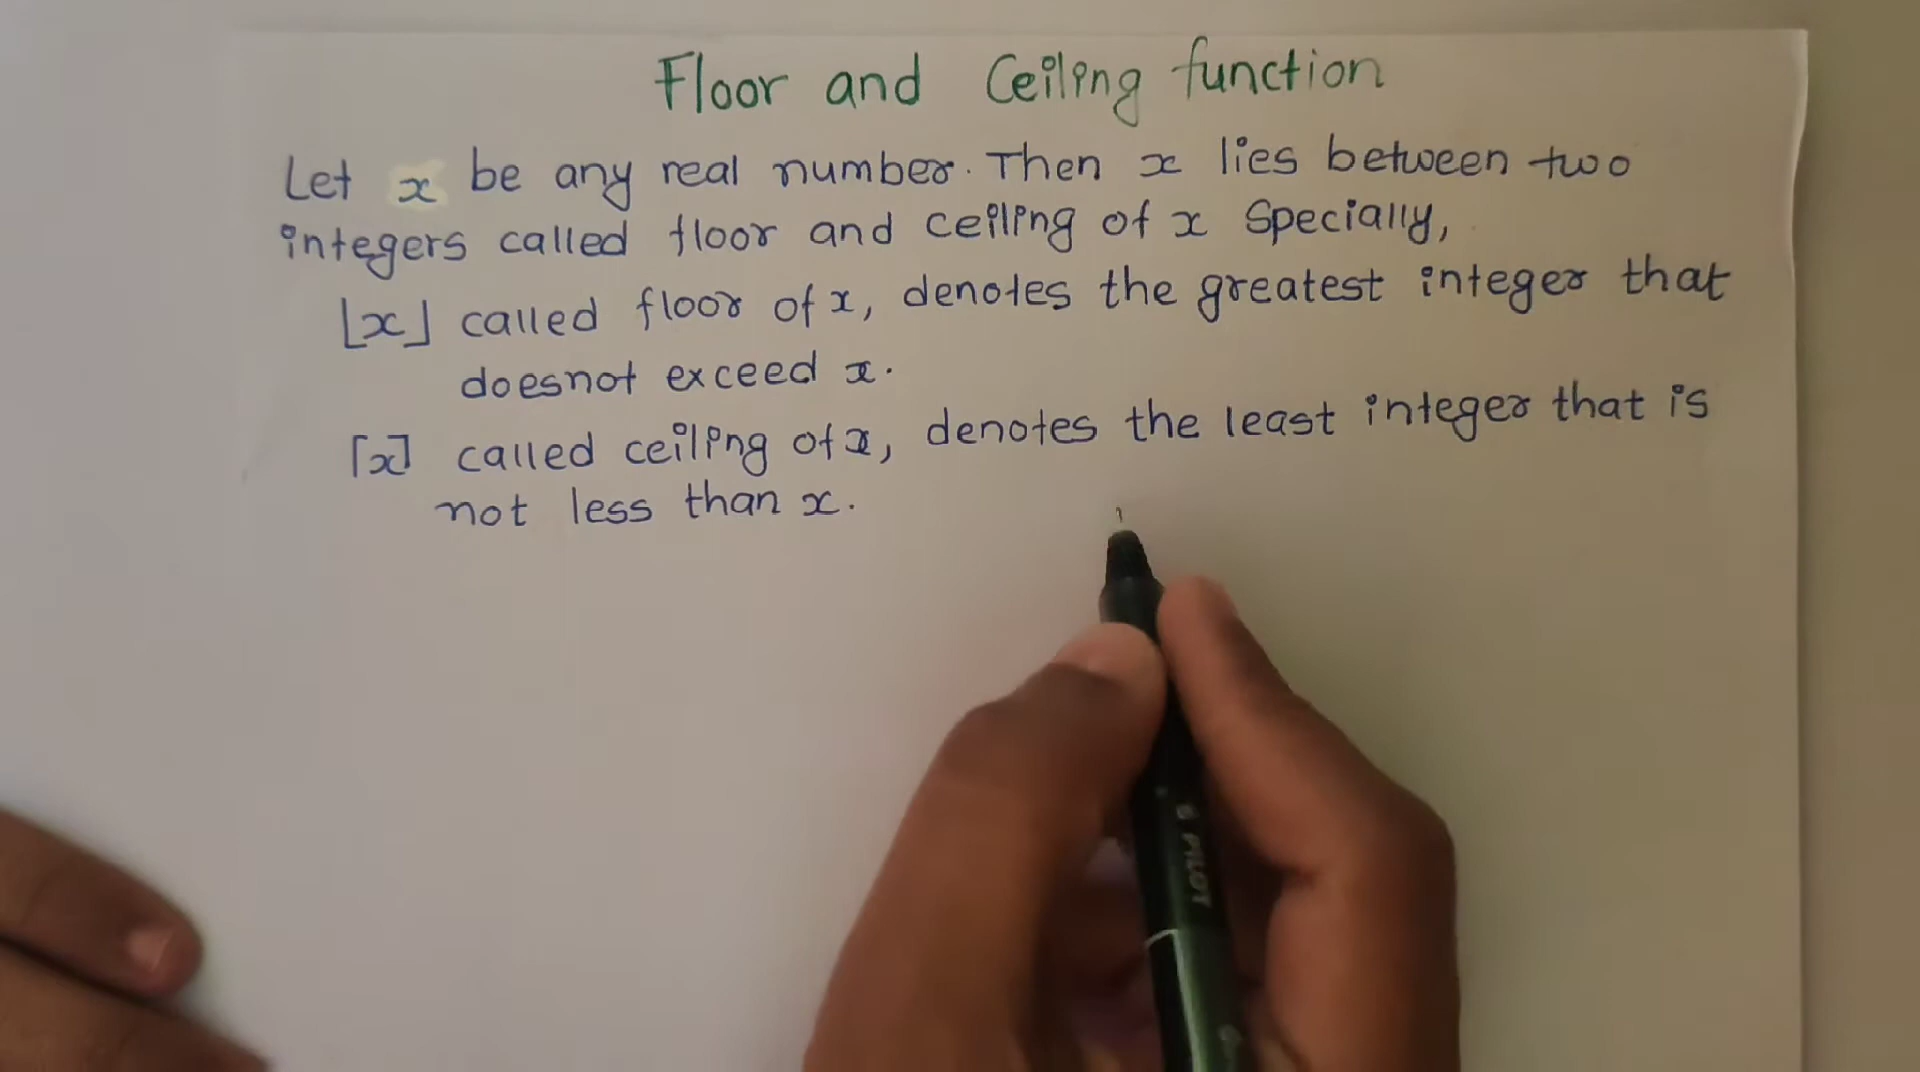 Floor and Ceiling function
Let x be any real number. Then x lies between two
integers called floor and ceiling of x Specially,
⌊x⌋ called floor of x, denotes the greatest integer that
doesnot exceed x.
⌈x⌉ called ceiling of x, denotes the least integer that is
not less than x.
PILOT